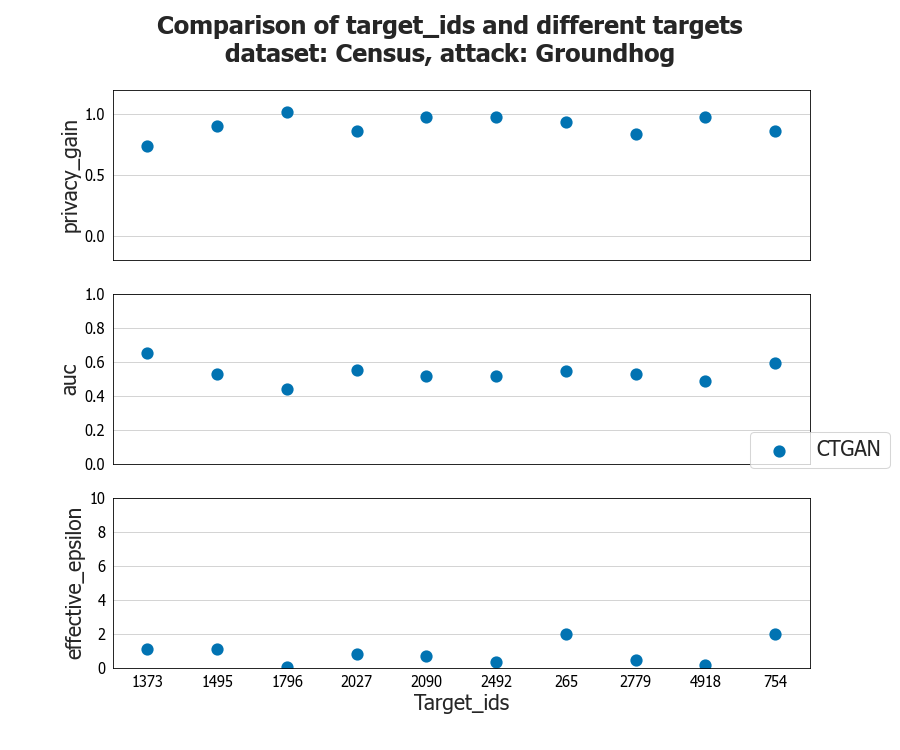 Comparison of target_ids and different targets
dataset: Census, attack: Groundhog
privacy_gain
1.0
0.5
0.0
auc
1.0
0.8
0.6
0.4
0.2
0.0
CTGAN
effective_epsilon
10
8
6
4
2
0
1373 1495 1796 2027 2090 2492 265 2779 4918 754
Target_ids